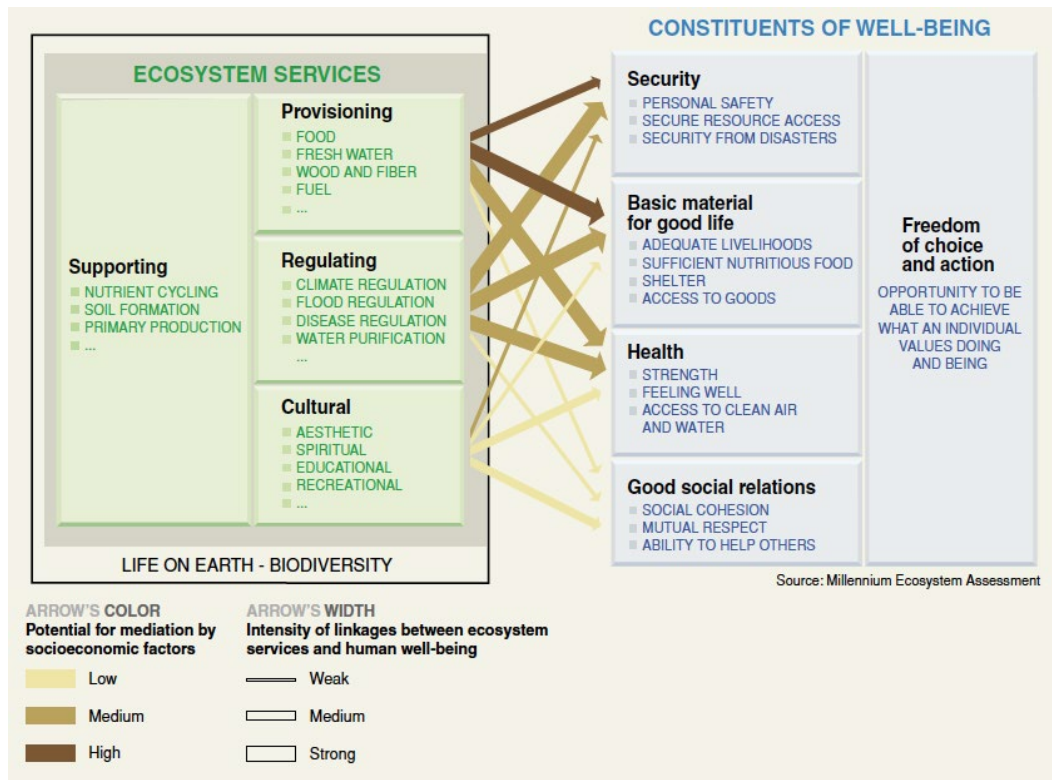 CONSTITUENTS OF WELL-BEING
ECOSYSTEM SERVICES
Supporting
NUTRIENT CYCLING
SOIL FORMATION
PRIMARY PRODUCTION
...
Provisioning
FOOD
FRESH WATER
WOOD AND FIBER
FUEL
...
Regulating
CLIMATE REGULATION
FLOOD REGULATION
DISEASE REGULATION
WATER PURIFICATION
...
Cultural
AESTHETIC
SPIRITUAL
EDUCATIONAL
RECREATIONAL
...
LIFE ON EARTH - BIODIVERSITY
Security
PERSONAL SAFETY
SECURE RESOURCE ACCESS
SECURITY FROM DISASTERS
Basic material
for good life
ADEQUATE LIVELIHOODS
SUFFICIENT NUTRITIOUS FOOD
SHELTER
ACCESS TO GOODS
Health
STRENGTH
FEELING WELL
ACCESS TO CLEAN AIR
AND WATER
Good social relations
SOCIAL COHESION
MUTUAL RESPECT
ABILITY TO HELP OTHERS
Freedom
of choice
and action
OPPORTUNITY TO BE
ABLE TO ACHIEVE
WHAT AN INDIVIDUAL
VALUES DOING
AND BEING
Source: Millennium Ecosystem Assessment
ARROW'S COLOR
Potential for mediation by
socioeconomic factors
Low
Medium
High
ARROW'S WIDTH
Intensity of linkages between ecosystem
services and human well-being
Weak
Medium
Strong